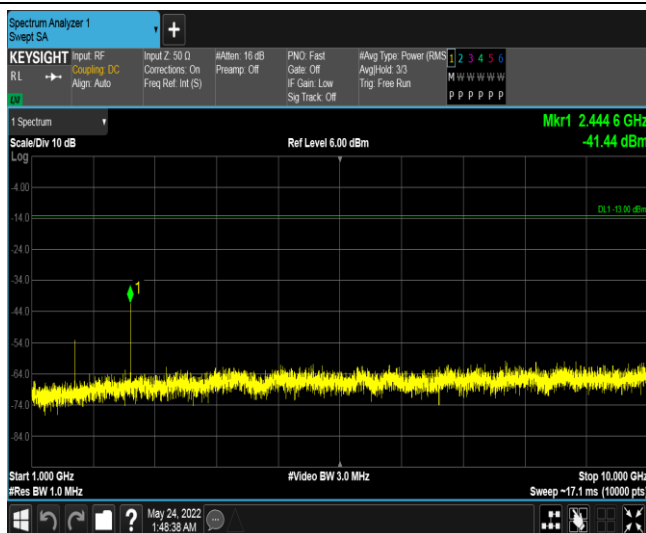 Spectrum Analyzer 1
Swept SA
+
KEYSIGHT
RL
LXI
Input: RF
Coupling: DC
Align: Auto
Input Z: 50 Ω
Corrections: On
Freq Ref: Int (S)
#Atten: 16 dB
Preamp: Off
PNO: Fast
Gate: Off
IF Gain: Low
Sig Track: Off
#Avg Type: Power (RMS
Avg|Hold: 3/3
Trig: Free Run
1 2 3 4 5 6
M W W W W W
P P P P P P
1 Spectrum
Scale/Div 10 dB
Ref Level 6.00 dBm
Mkr1 2.444 6 GHz
-41.44 dBm
Log
-4.00
DL1 -13.00 dBm
-14.0
-24.0
-34.0
1
-44.0
-54.0
-64.0
-74.0
-84.0
Start 1.000 GHz
#Res BW 1.0 MHz
#Video BW 3.0 MHz
Stop 10.000 GHz
Sweep ~17.1 ms (10000 pts)
?
May 24, 2022
1:48:38 AM